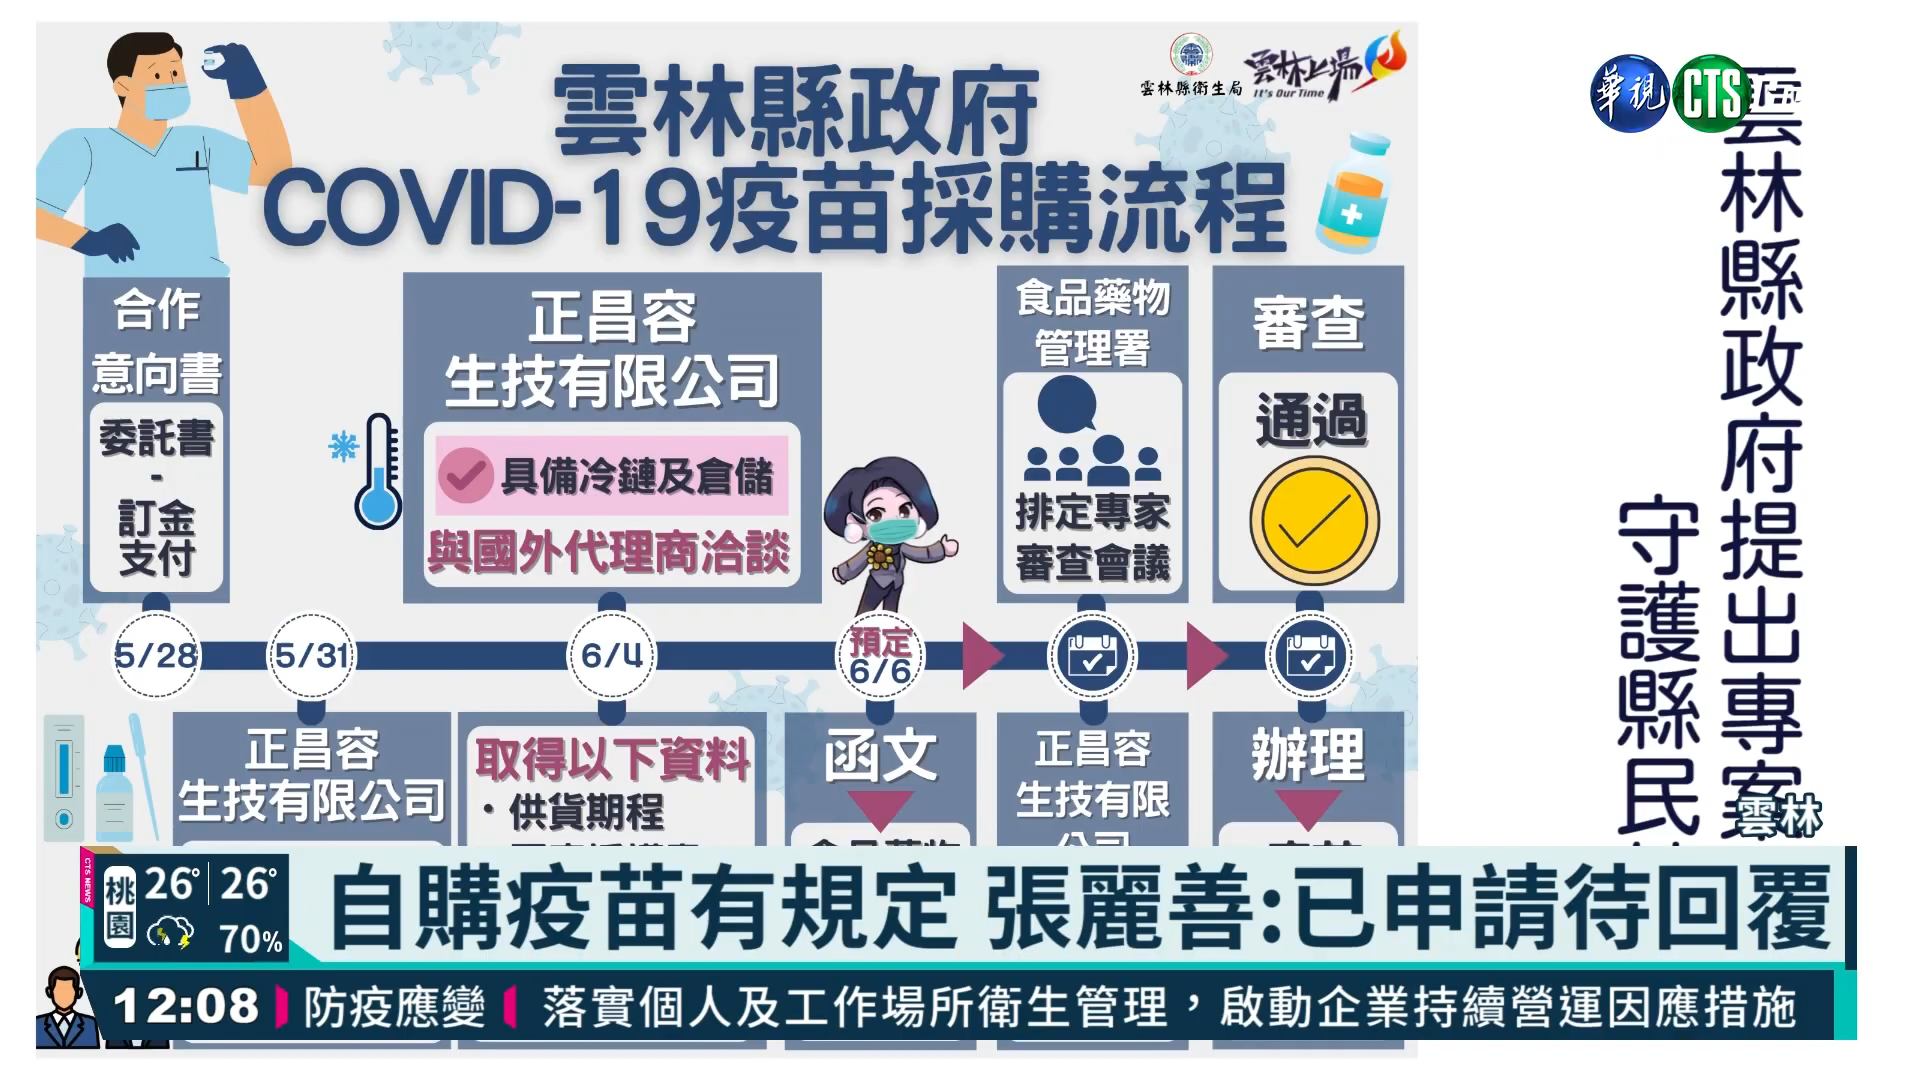 雲林縣衛生局
雲林上場
It's Our Time
華視
CTS
雲林縣政府
COVID-19疫苗採購流程
合作
意向書
委託書
-
訂金
支付
正昌容
生技有限公司
具備冷鏈及倉儲
與國外代理商洽談
食品藥物
管理署
排定專家
審查會議
審查
通過
5/28
5/31
6/4
預定
6/6
正昌容
生技有限公司
取得以下資料
·供貨期程
函文
食品藥物
正昌容
生技有限
公司
辦理
雲林縣政府提出專案
守護縣民
雲林
CTS NEWS
桃園
26°
26°
70%
自購疫苗有規定 張麗善:已申請待回覆
12:08
防疫應變
落實個人及工作場所衛生管理，啟動企業持續營運因應措施